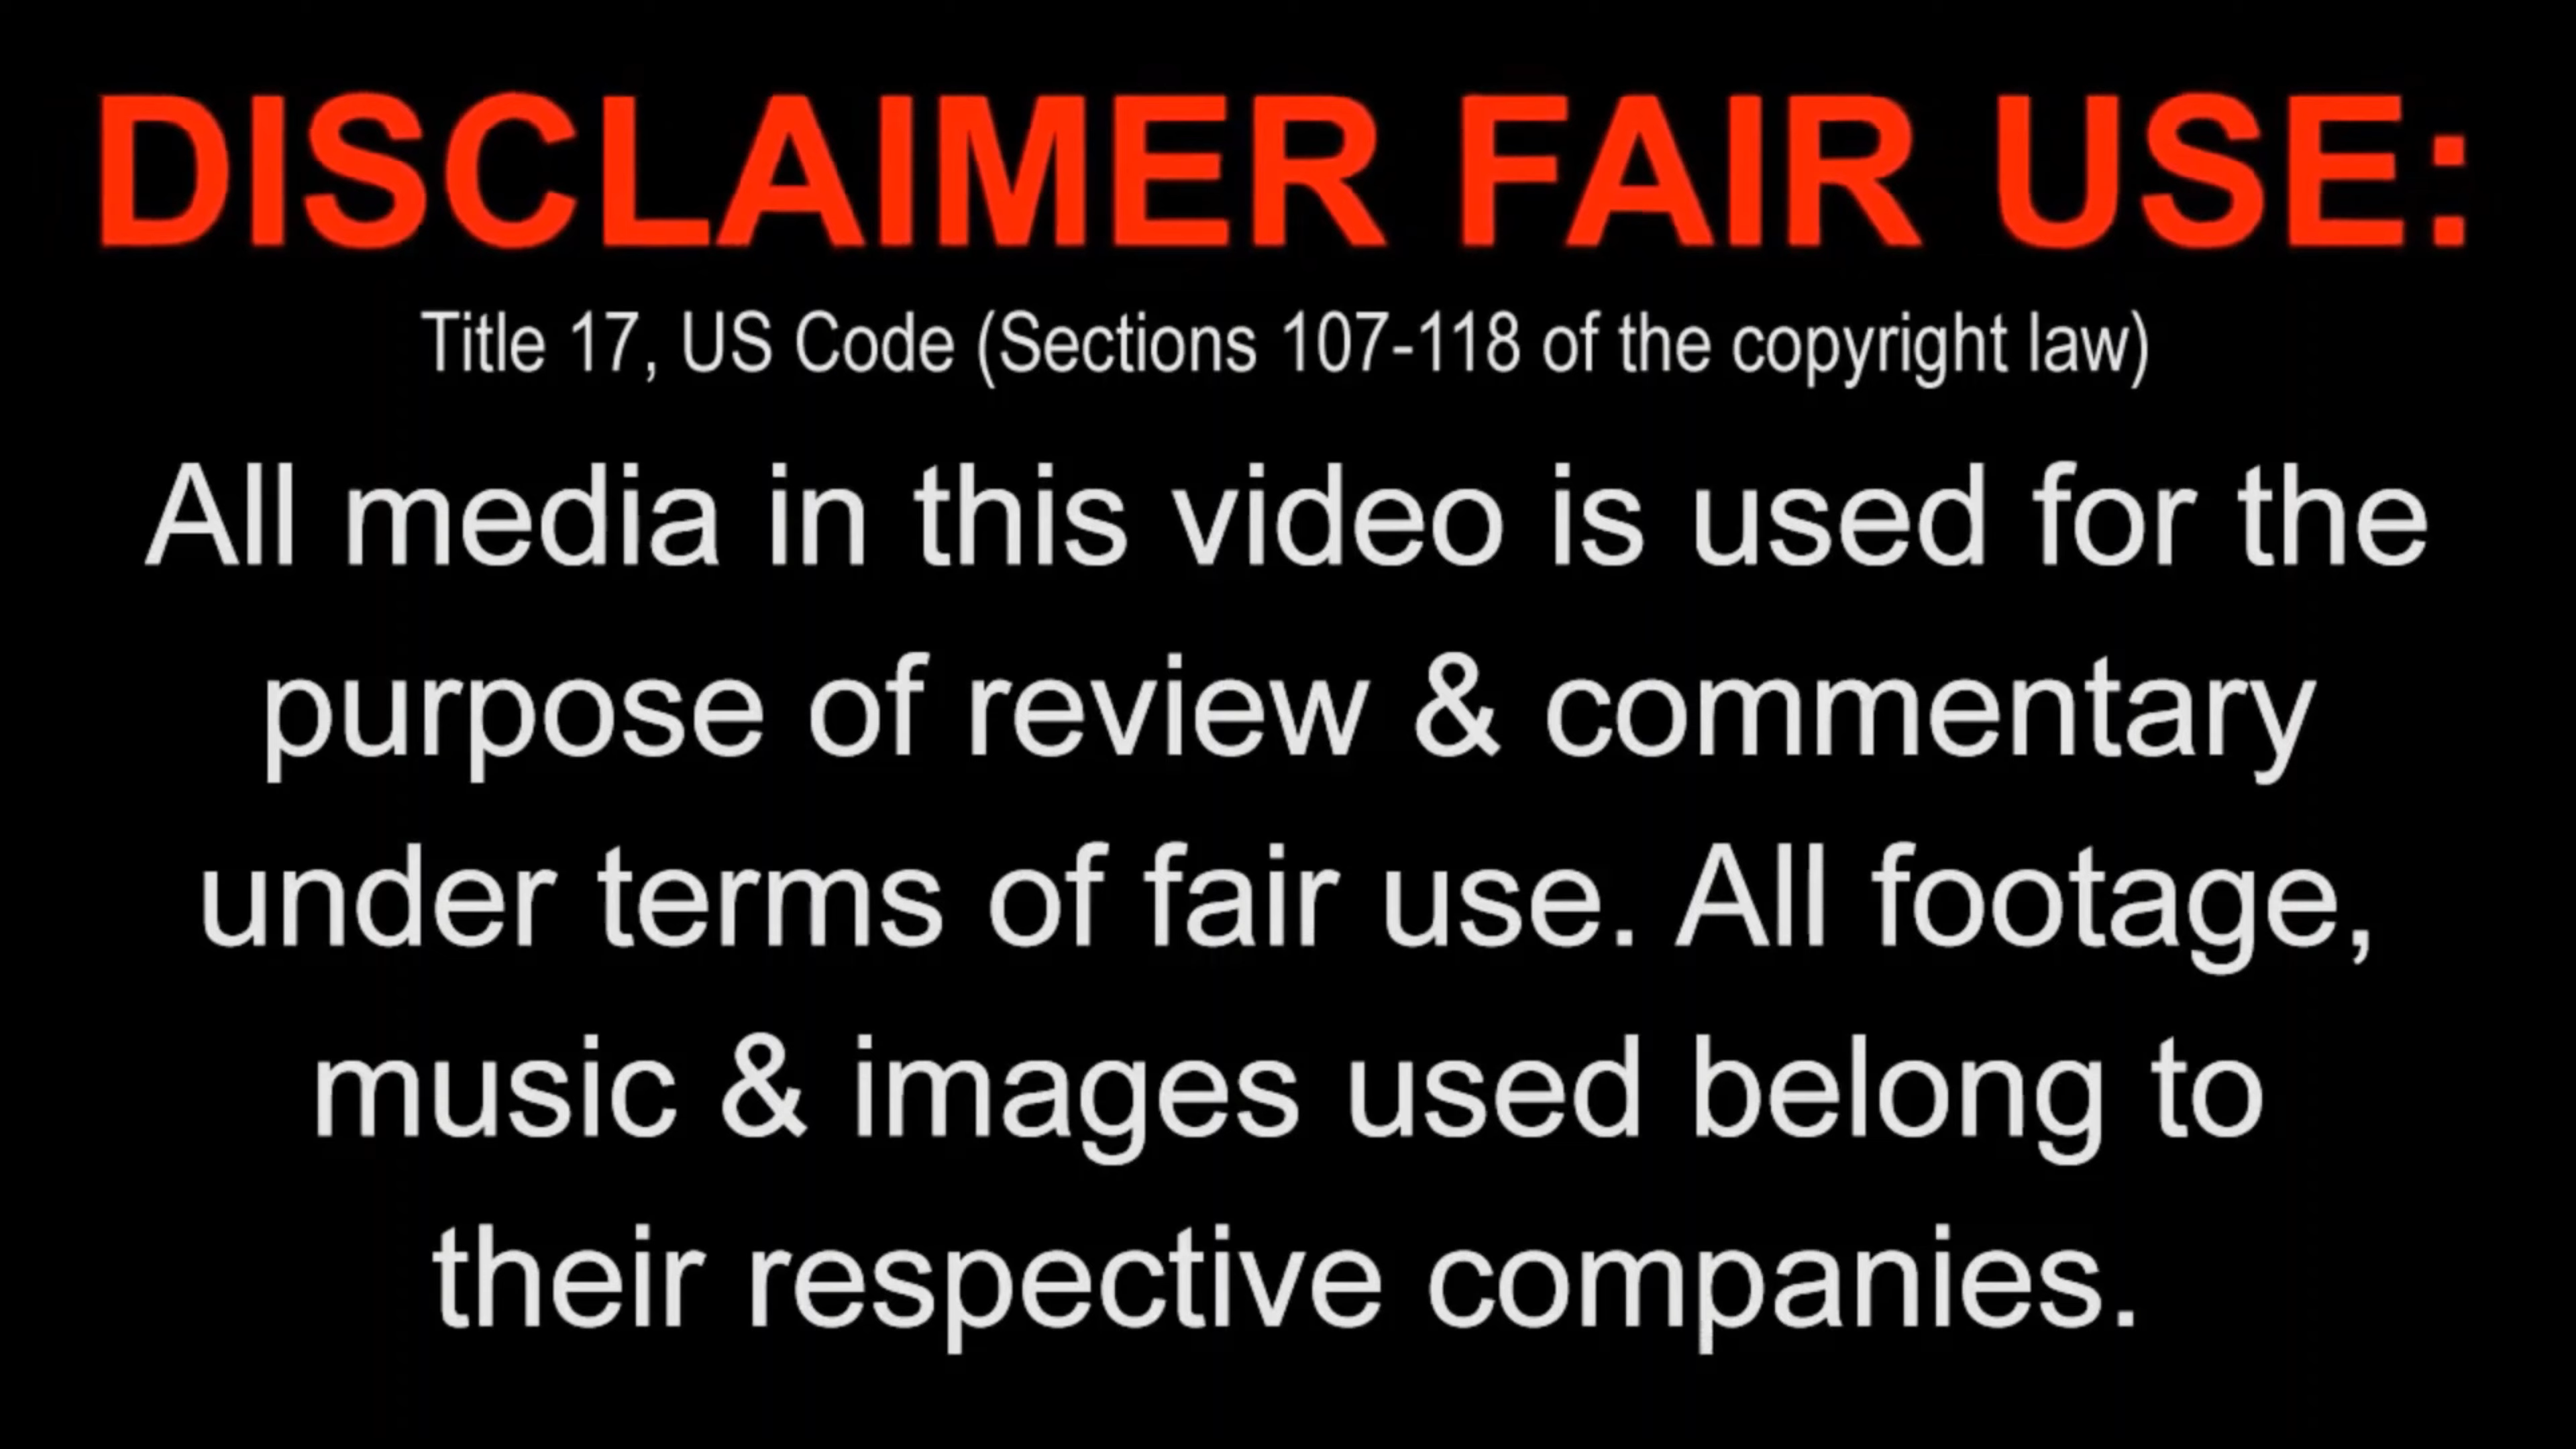 DISCLAIMER FAIR USE:
Title 17, US Code (Sections 107-118 of the copyright law)
All media in this video is used for the
purpose of review & commentary
under terms of fair use. All footage,
music & images used belong to
their respective companies.